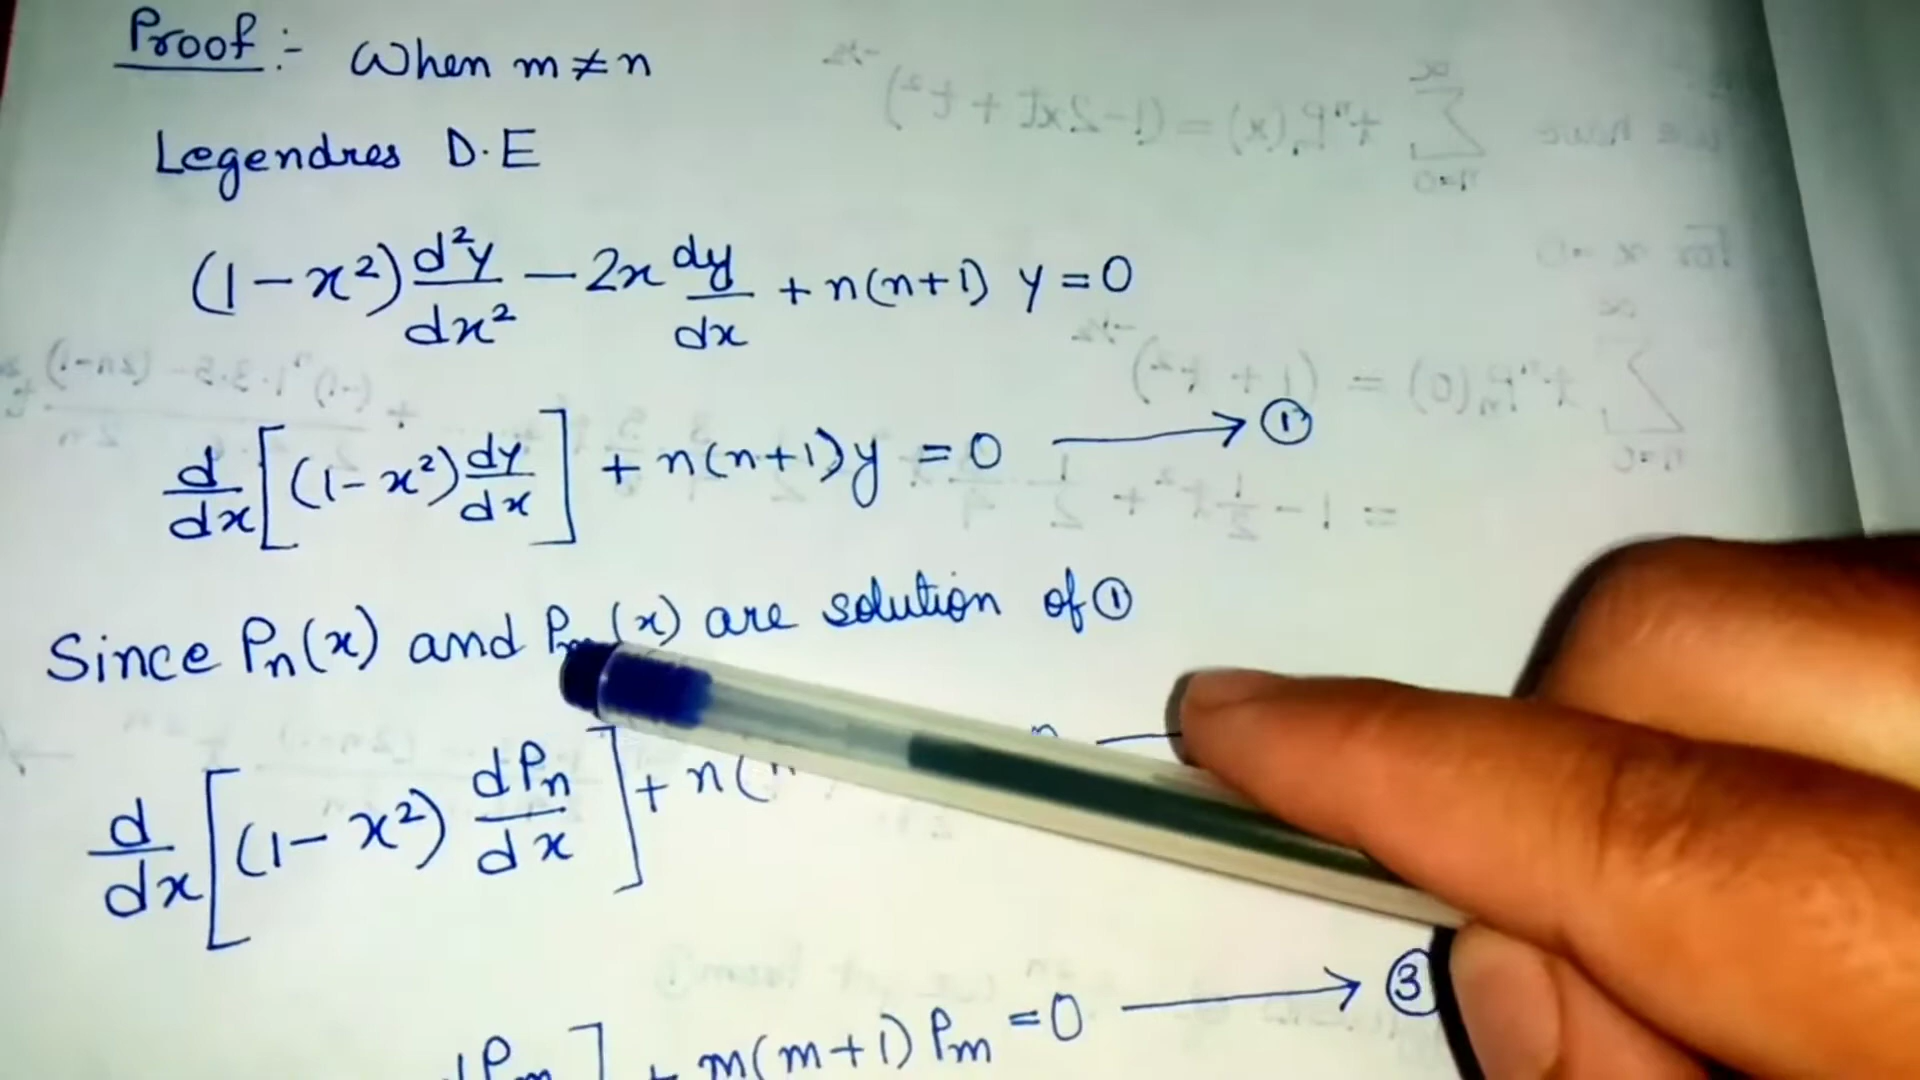 Proof :- When m ≠ n
Legendres D.E
(1-x²) d²y/dx² - 2x dy/dx + n(n+1) y = 0
d/dx [(1-x²) dy/dx] + n(n+1)y = 0 → ①
Since Pn(x) and Pm(x) are solution of ①
d/dx [(1-x²) dPn/dx] + n(
Pm ] + m(m+1) Pm = 0 → ③